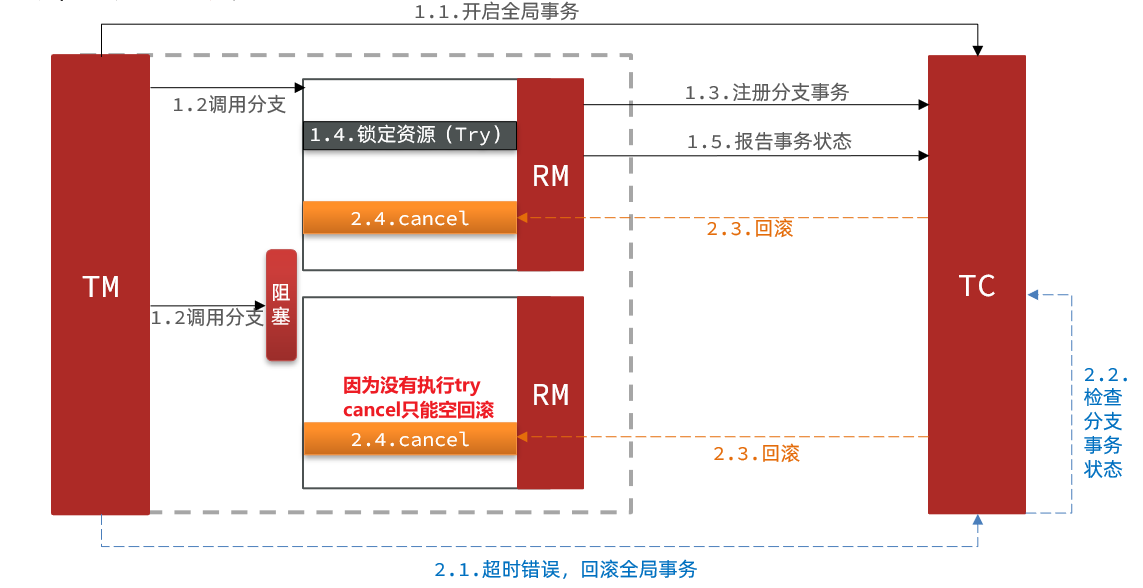 1.1.开启全局事务
TM
1.2调用分支
1.4.锁定资源（Try）
2.4.cancel
RM
1.3.注册分支事务
1.5.报告事务状态
2.3.回滚
TC
1.2调用分支
阻
塞
因为没有执行try
cancel只能空回滚
2.4.cancel
RM
2.3.回滚
2.2.
检查
分支
事务
状态
2.1.超时错误，回滚全局事务